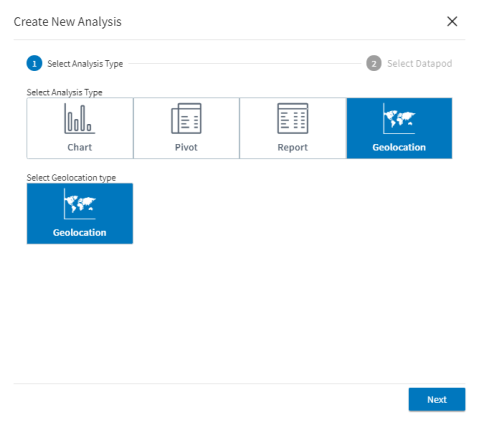 Create New Analysis
1 Select Analysis Type 2 Select Datapod
Select Analysis Type
Chart Pivot Report Geolocation
Select Geolocation type
Geolocation
Next